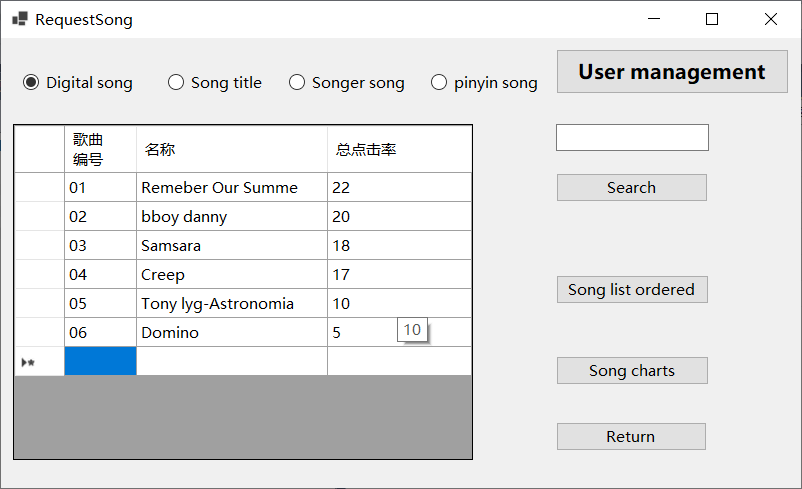 RequestSong
Digital song Song title Songer song pinyin song User management
歌曲
编号 名称 总点击率
01 Remeber Our Summe 22
Search
02 bboy danny 20
03 Samsara 18
04 Creep 17
05 Tony lyg-Astronomia 10
Song list ordered
06 Domino 5 10
Song charts
Return